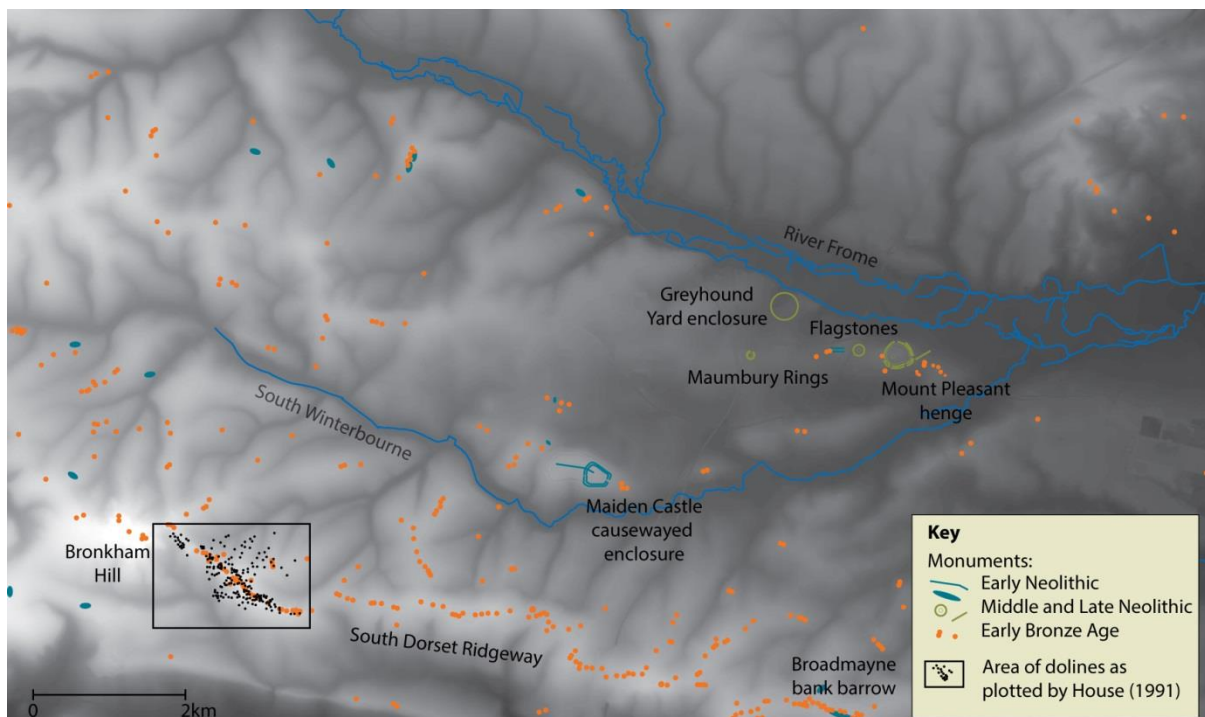 River Frome
Greyhound
Yard enclosure
Flagstones
Maumbury Rings
Mount Pleasant
henge
South Winterbourne
Maiden Castle
causewayed
enclosure
Bronkham
Hill
South Dorset Ridgeway
Broadmayne
bank barrow
0
2km
Key
Monuments:
Early Neolithic
Middle and Late Neolithic
Early Bronze Age
Area of dolines as
plotted by House (1991)